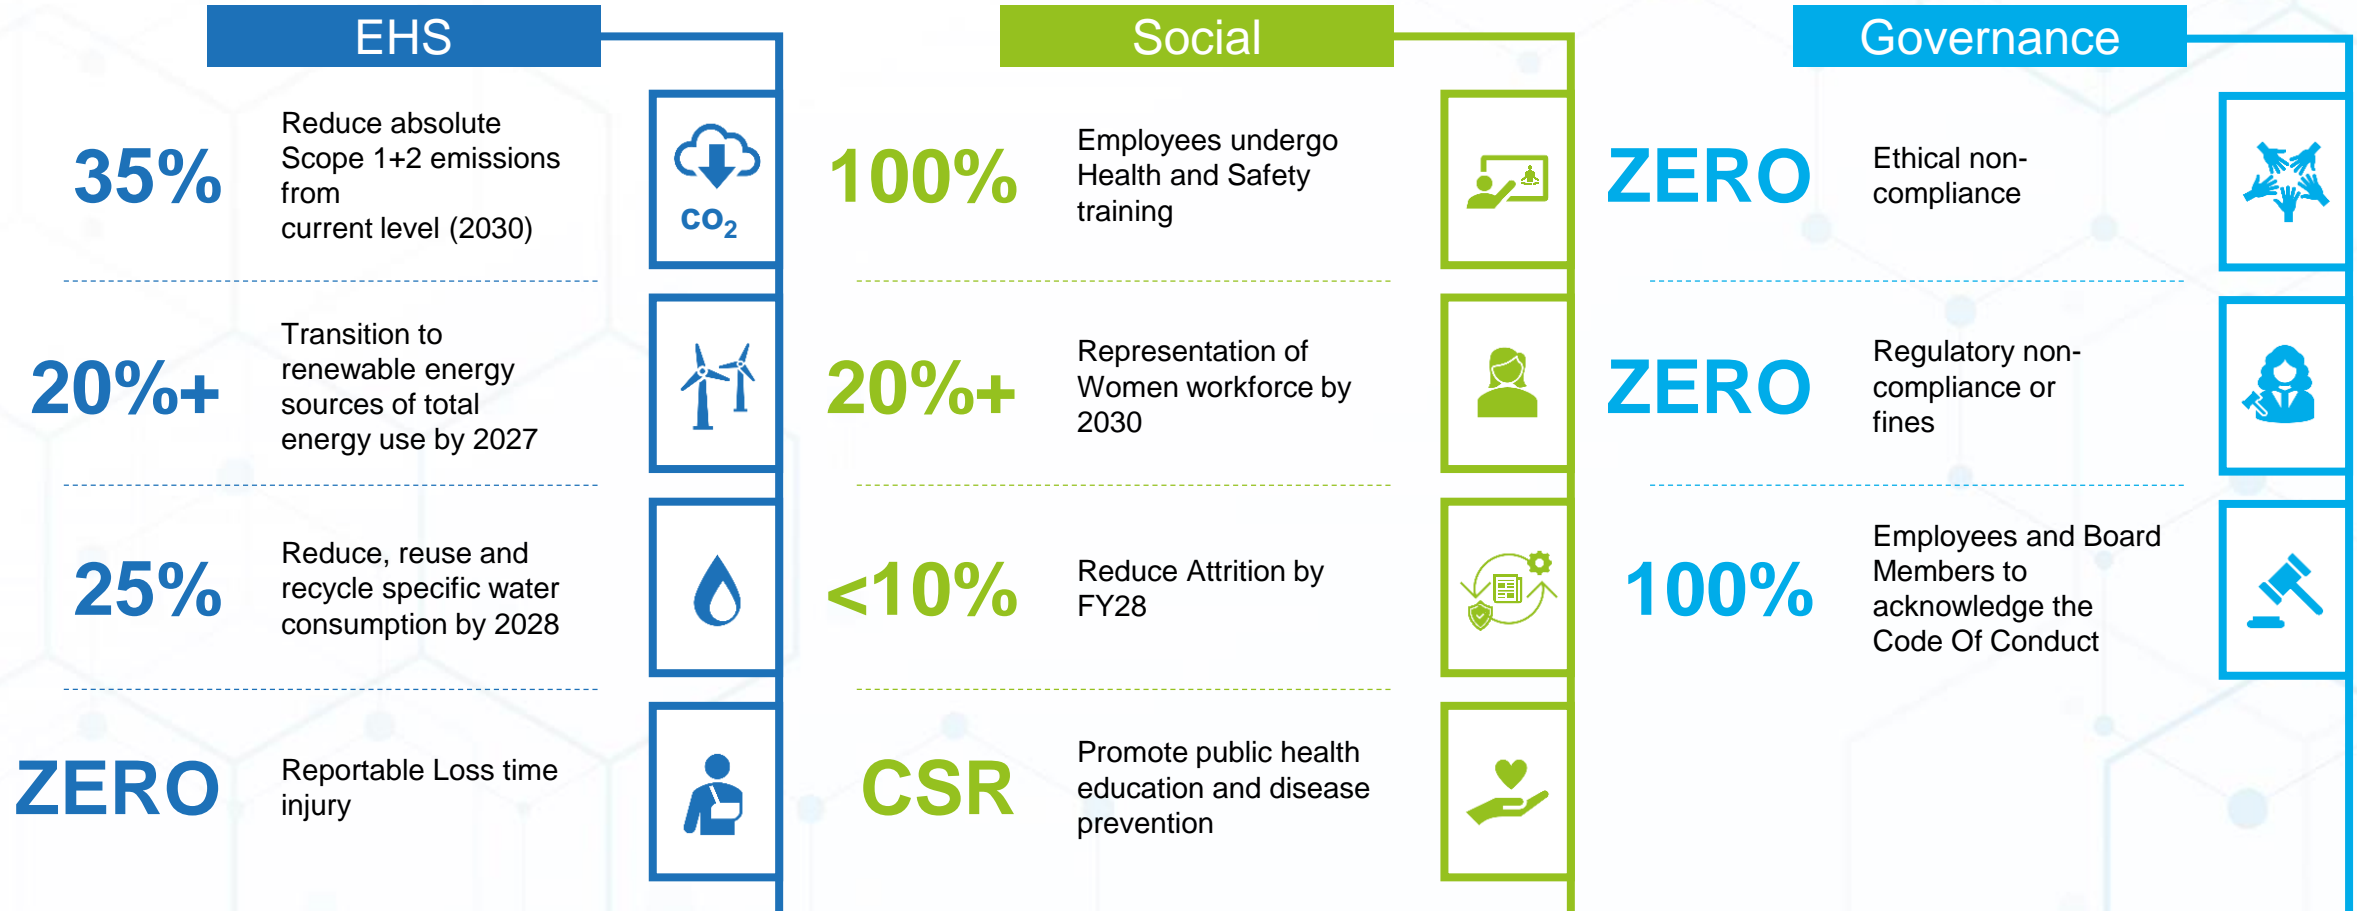 EHS
35%
Reduce absolute
Scope 1+2 emissions
from
current level (2030)
CO₂
20%+
Transition to
renewable energy
sources of total
energy use by 2027
25%
Reduce, reuse and
recycle specific water
consumption by 2028
ZERO
Reportable Loss time
injury
Social
100%
Employees undergo
Health and Safety
training
20%+
Representation of
Women workforce by
2030
<10%
Reduce Attrition by
FY28
CSR
Promote public health
education and disease
prevention
Governance
ZERO
Ethical non-
compliance
ZERO
Regulatory non-
compliance or
fines
100%
Employees and Board
Members to
acknowledge the
Code Of Conduct